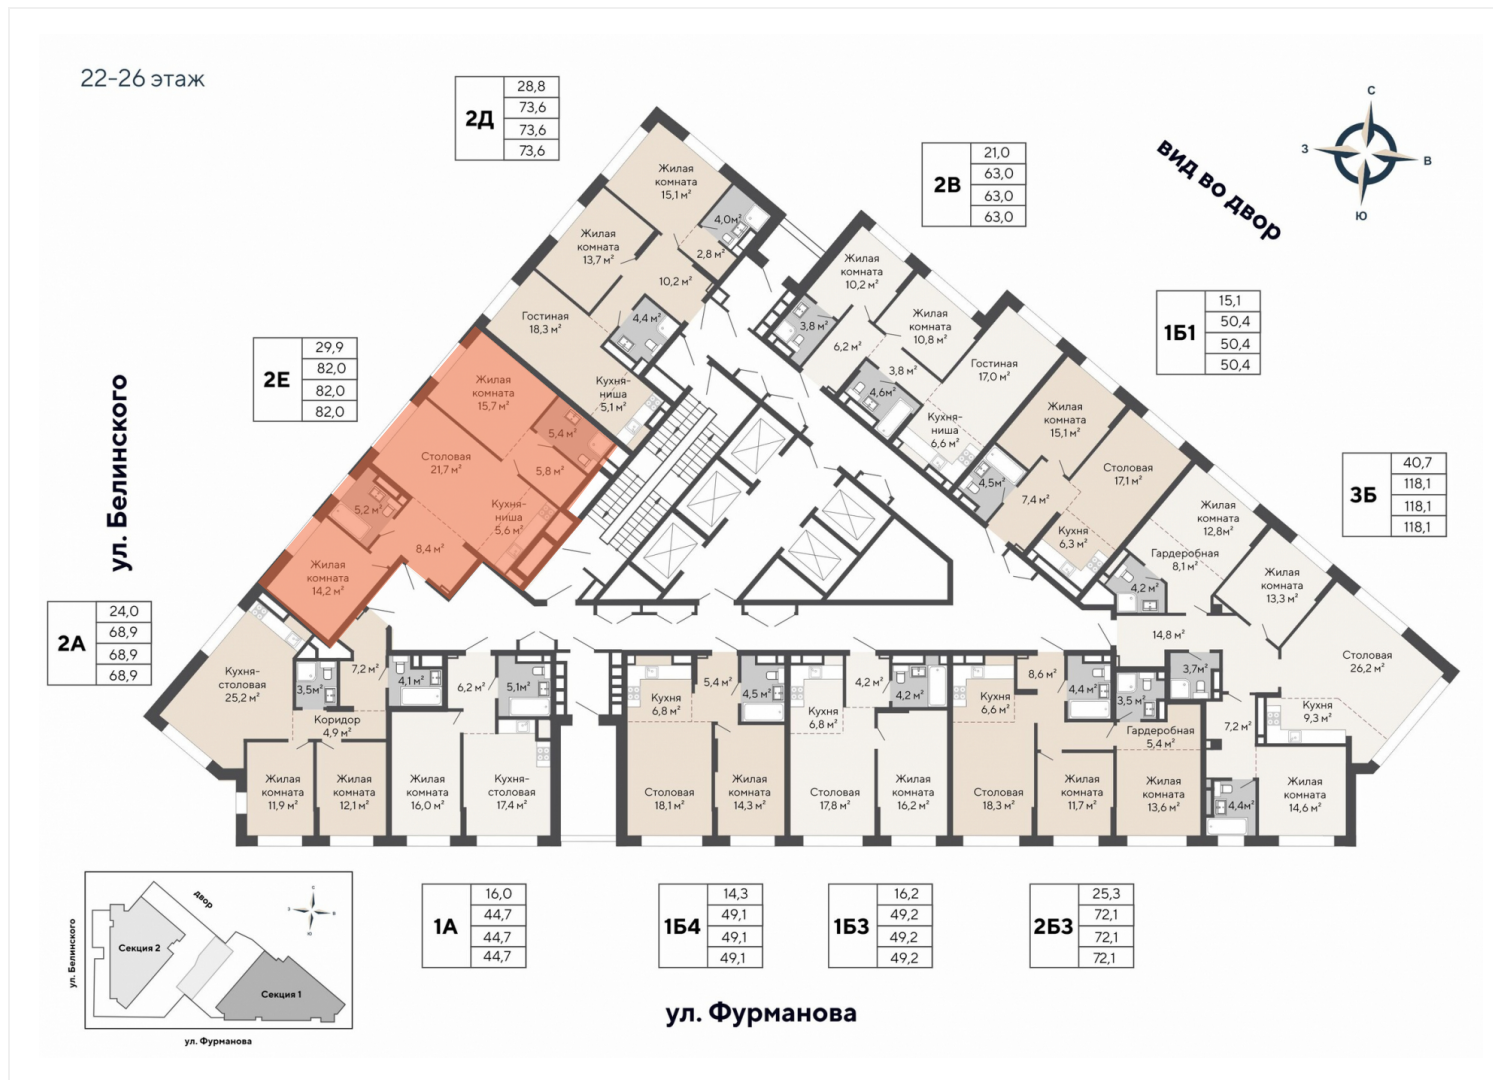 22–26 этаж
2Д
28,8
73,6
73,6
73,6
2В
21,0
63,0
63,0
63,0
вид во двор
С
З
В
Ю
1Б1
15,1
50,4
50,4
50,4
2Е
29,9
82,0
82,0
82,0
ул. Белинского
3Б
40,7
118,1
118,1
118,1
2А
24,0
68,9
68,9
68,9
Жилая
комната
15,1 м²
4,0м²
2,8 м²
Жилая
комната
13,7 м²
10,2 м²
Гостиная
18,3 м²
4,4 м²
Кухня-
ниша
5,1 м²
Жилая
комната
15,7 м²
5,4 м²
5,8 м²
Столовая
21,7 м²
Кухня-
ниша
5,6 м²
5,2 м²
8,4 м²
Жилая
комната
14,2 м²
Жилая
комната
10,2 м²
3,8 м²
6,2 м²
Жилая
комната
10,8 м²
3,8 м²
4,6м²
Гостиная
17,0 м²
Кухня-
ниша
6,6 м²
Жилая
комната
15,1 м²
4,5м²
7,4 м²
Столовая
17,1 м²
Кухня
6,3 м²
Жилая
комната
12,8м²
Гардеробная
8,1 м²
4,2 м²
Жилая
комната
13,3 м²
14,8 м²
Столовая
26,2 м²
3,7м²
Кухня
9,3 м²
7,2 м²
4,4м²
Жилая
комната
14,6 м²
Кухня-
столовая
25,2 м²
3,5м²
7,2 м²
Коридор
4,9 м²
Жилая
комната
11,9 м²
Жилая
комната
12,1 м²
4,1 м²
6,2 м²
5,1м²
Жилая
комната
16,0 м²
Кухня-
столовая
17,4 м²
Кухня
6,8 м²
5,4 м²
4,5 м²
Столовая
18,1 м²
Жилая
комната
14,3 м²
Кухня
6,8 м²
4,2 м²
4,2 м²
Столовая
17,8 м²
Жилая
комната
16,2 м²
Кухня
6,6 м²
8,6 м²
4,4 м²
Столовая
18,3 м²
Жилая
комната
11,7 м²
3,5м²
Гардеробная
5,4 м²
Жилая
комната
13,6 м²
1А
16,0
44,7
44,7
44,7
1Б4
14,3
49,1
49,1
49,1
1Б3
16,2
49,2
49,2
49,2
2Б3
25,3
72,1
72,1
72,1
ул. Фурманова
двор
с
з
в
ю
ул. Белинского
Секция 2
Секция 1
ул. Фурманова